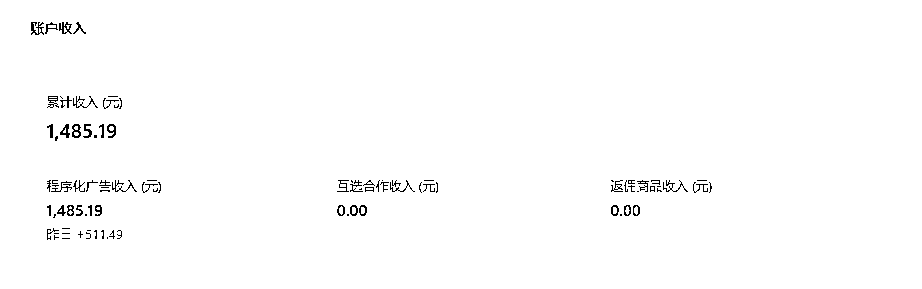 账户收入
累计收入 (元)
1,485.19
程序化广告收入 (元) 互选合作收入 (元) 返佣商品收入 (元)
1,485.19 0.00 0.00
昨日 +511.49